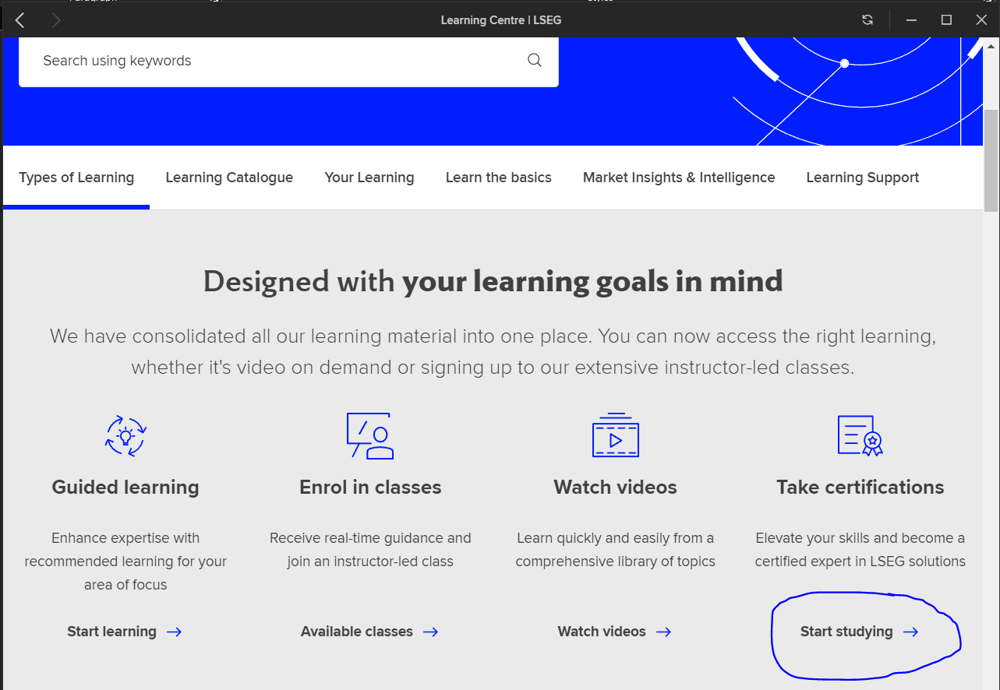 Learning Centre | LSEG
Search using keywords
Types of Learning
Learning Catalogue
Your Learning
Learn the basics
Market Insights & Intelligence
Learning Support
Designed with your learning goals in mind
We have consolidated all our learning material into one place. You can now access the right learning,
whether it's video on demand or signing up to our extensive instructor-led classes.
Guided learning
Enhance expertise with
recommended learning for your
area of focus
Start learning
Enrol in classes
Receive real-time guidance and
join an instructor-led class
Available classes
Watch videos
Learn quickly and easily from a
comprehensive library of topics
Watch videos
Take certifications
Elevate your skills and become a
certified expert in LSEG solutions
Start studying